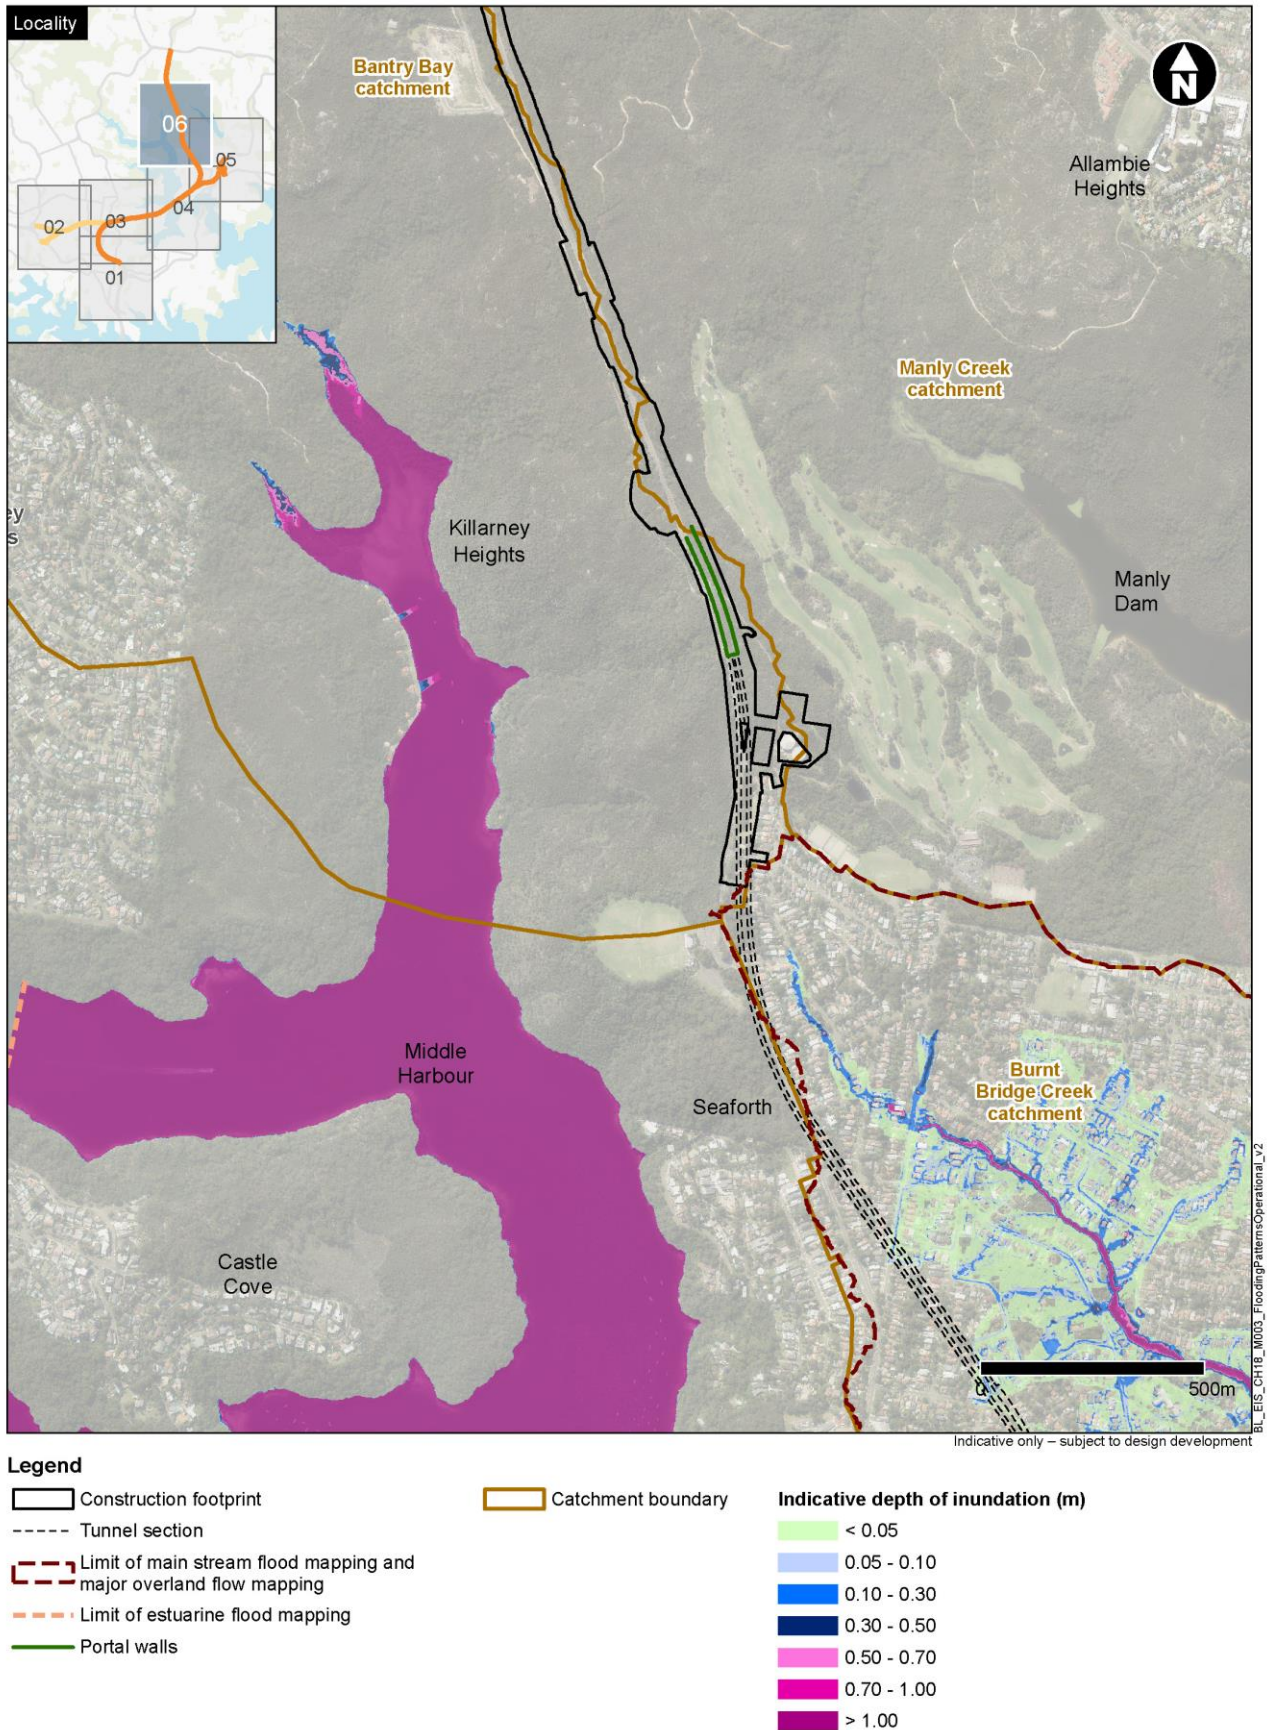 Locality
06
05
04
03
02
01
Bantry Bay
catchment
N
Allambie
Heights
Manly Creek
catchment
ey
s
Killarney
Heights
Manly
Dam
Middle
Harbour
Seaforth
Burnt
Bridge Creek
catchment
Castle
Cove
0
500m
BL_EIS_CH18_M003_FloodingPatternsOperational_v2
Indicative only – subject to design development
Legend
Construction footprint
Tunnel section
Limit of main stream flood mapping and
major overland flow mapping
Limit of estuarine flood mapping
Portal walls
Catchment boundary
Indicative depth of inundation (m)
< 0.05
0.05 - 0.10
0.10 - 0.30
0.30 - 0.50
0.50 - 0.70
0.70 - 1.00
> 1.00